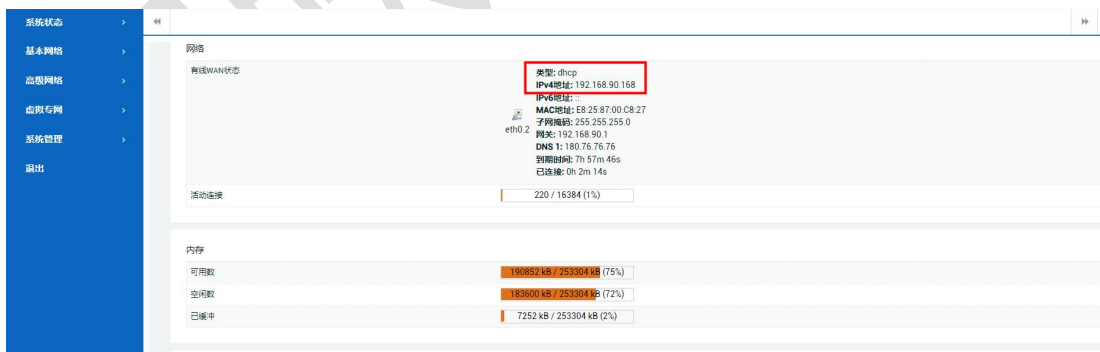 系统状态
基本网络
高级网络
虚拟专网
系统管理
退出
网络
有线WAN状态
eth0.2
类型: dhcp
IPv4地址: 192.168.90.168
IPv6地址: ::
MAC地址: E8:25:87:00:C8:27
子网掩码: 255.255.255.0
网关: 192.168.90.1
DNS 1: 180.76.76.76
到期时间: 7h 57m 46s
已连接: 0h 2m 14s
活动连接
220 / 16384 (1%)
内存
可用数
190852 kB / 253304 kB (75%)
空闲数
183600 kB / 253304 kB (72%)
已缓冲
7252 kB / 253304 kB (2%)